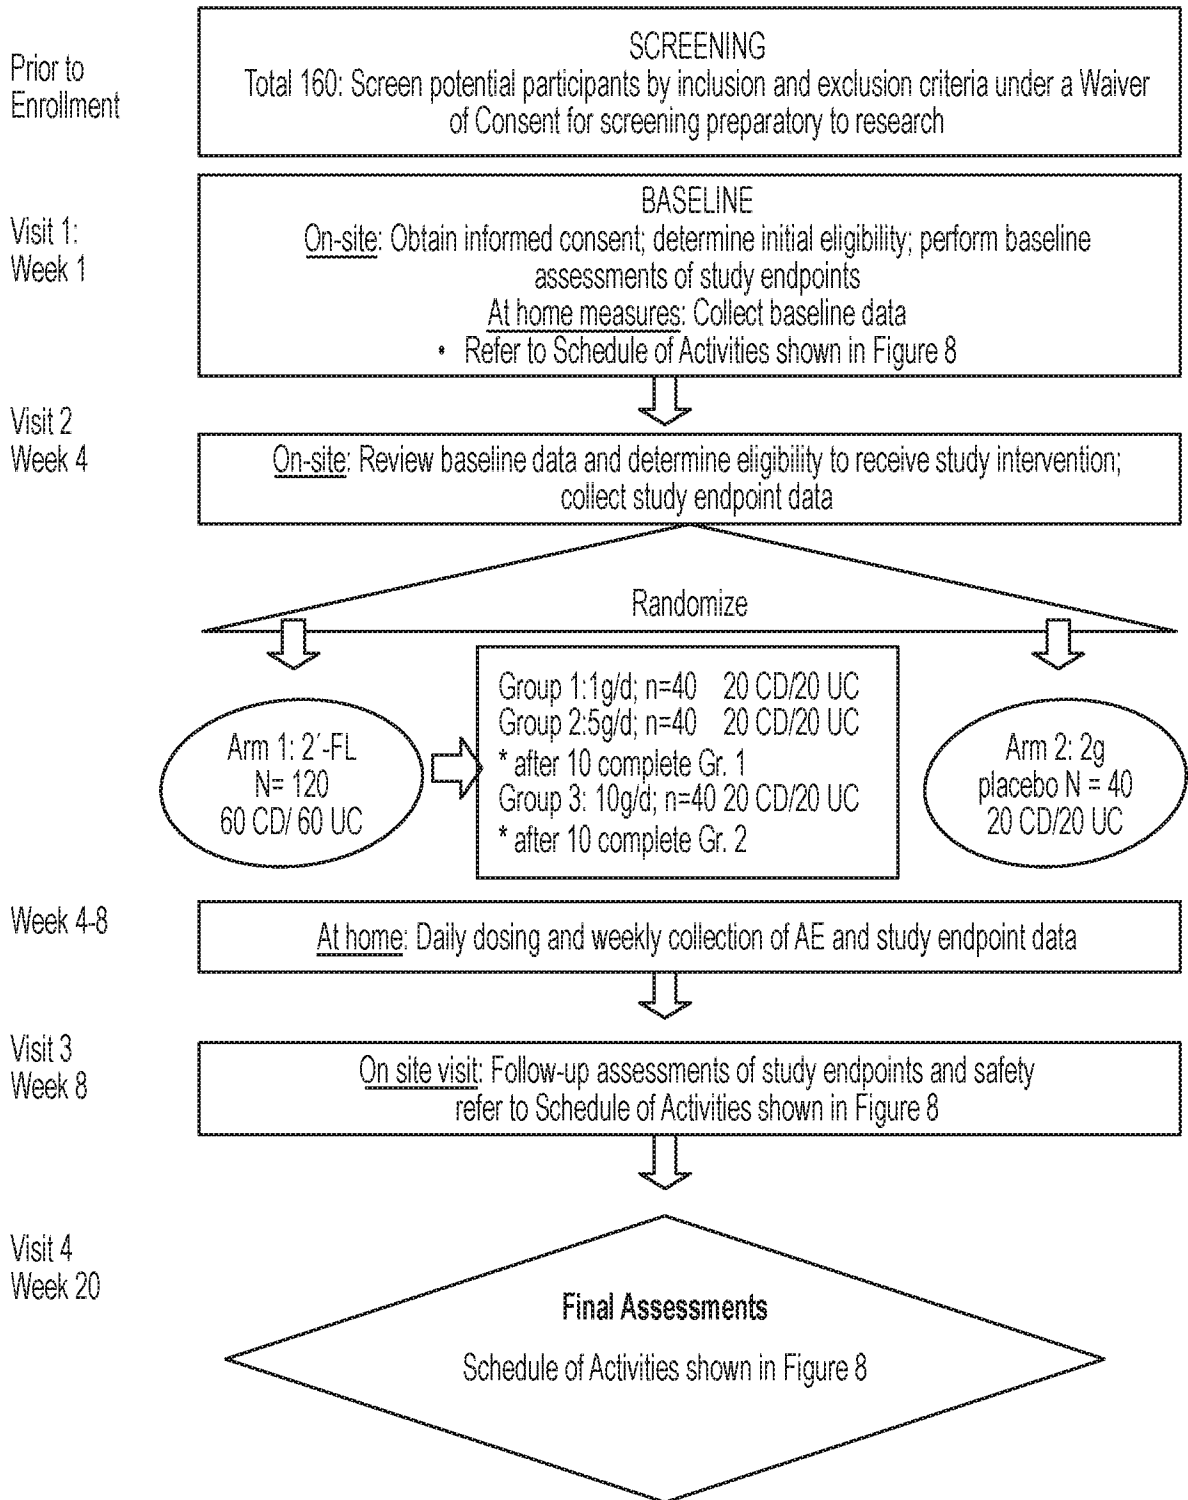 Prior to
Enrollment
SCREENING
Total 160: Screen potential participants by inclusion and exclusion criteria under a Waiver
of Consent for screening preparatory to research
Visit 1:
Week 1
BASELINE
On-site: Obtain informed consent; determine initial eligibility; perform baseline
assessments of study endpoints
At home measures: Collect baseline data
• Refer to Schedule of Activities shown in Figure 8
Visit 2
Week 4
On-site: Review baseline data and determine eligibility to receive study intervention;
collect study endpoint data
Randomize
Arm 1: 2´-FL
N= 120
60 CD/ 60 UC
Group 1:1g/d; n=40 20 CD/20 UC
Group 2:5g/d; n=40 20 CD/20 UC
* after 10 complete Gr. 1
Group 3: 10g/d; n=40 20 CD/20 UC
* after 10 complete Gr. 2
Arm 2: 2g
placebo N = 40
20 CD/20 UC
Week 4-8
At home: Daily dosing and weekly collection of AE and study endpoint data
Visit 3
Week 8
On site visit: Follow-up assessments of study endpoints and safety
refer to Schedule of Activities shown in Figure 8
Visit 4
Week 20
Final Assessments
Schedule of Activities shown in Figure 8